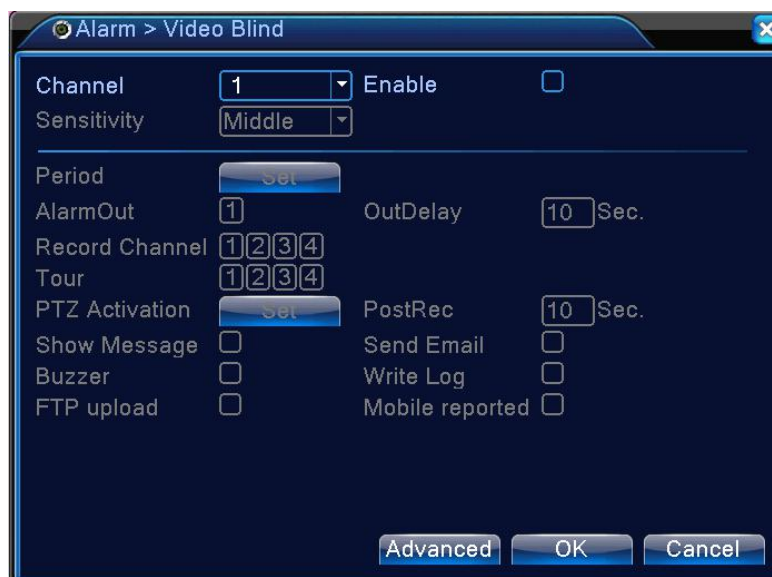 Alarm > Video Blind
Channel 1 Enable
Sensitivity Middle
Period Set
AlarmOut 1 OutDelay 10 Sec.
Record Channel 1 2 3 4
Tour 1 2 3 4
PTZ Activation Set PostRec 10 Sec.
Show Message Send Email
Buzzer Write Log
FTP upload Mobile reported
Advanced OK Cancel